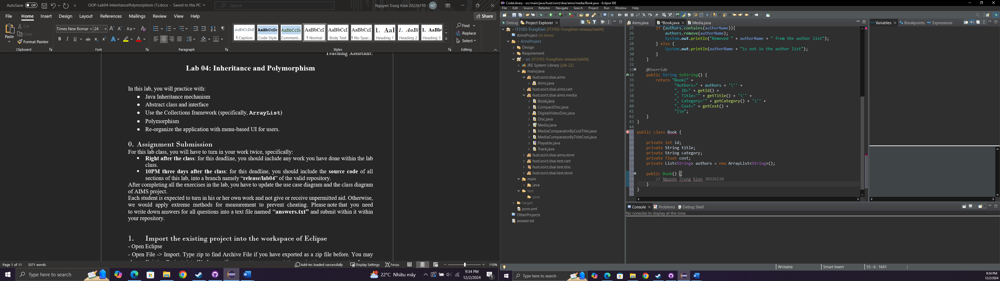 AutoSave Off OOP-Lab04-InheritancePolymorphism (1).docx - Saved to this PC Search Nguyen Trung Kien 20226110 NT
File Home Insert Design Layout References Mailings Review View Help Share
Cut
Copy
Paste
Format Painter
Times New Roman 24
Clipboard Font Paragraph Styles Editing
AaBbCcDdE AaBbCcDc AaBbCcDc AaBbCcI AaBbCcI AaBbCcI 1. AaI 1. AaBl 1. AaBb(
¶ Caption Code Style Comment... ¶ Normal Body Text ¶ No Spac... Heading 1 Heading 2 Heading 3
Find
Replace
Select
Teaching Assistant:
Lab 04: Inheritance and Polymorphism
In this lab, you will practice with:
● Java Inheritance mechanism
● Abstract class and interface
● Use the Collections framework (specifically, ArrayList)
● Polymorphism
● Re-organize the application with menu-based UI for users.
0. Assignment Submission
For this lab class, you will have to turn in your work twice, specifically:
▪ Right after the class: for this deadline, you should include any work you have done within the lab
class.
▪ 10PM three days after the class: for this deadline, you should include the source code of all
sections of this lab, into a branch namely “release/lab04” of the valid repository.
After completing all the exercises in the lab, you have to update the use case diagram and the class diagram
of AIMS project.
Each student is expected to turn in his or her own work and not give or receive unpermitted aid. Otherwise,
we would apply extreme methods for measurement to prevent cheating. Please note that you need
to write down answers for all questions into a text file named “answers.txt” and submit within it within
your repository.
1. Import the existing project into the workspace of Eclipse
- Open Eclipse
- Open File -> Import. Type zip to find Archive File if you have exported as a zip file before. You may
Page 1 of 11 3371 words Add-ins loaded successfully Display Settings Focus 110%
Type here to search 22°C Nhiều mây 9:34 PM
12/2/2024
CodeLibrary - src/main/java/hust/soict/dsai/aims/media/Book.java - Eclipse IDE
File Edit Source Refactor Navigate Search Project Run Window Help
Debug Project Explorer
> IT3103-TrungKien [IT3103-TrungKien release/lab04]
AimsProject (in Aims)
> AimsProject
Design
Requirement
> src [IT3103-TrungKien release/lab04]
JRE System Library [jdk-22]
main/java
hust.soict.dsai.aims
Aims.java
hust.soict.dsai.aims.cart
hust.soict.dsai.aims.media
Book.java
CompactDisc.java
DigitalVideoDisc.java
Disc.java
Media.java
MediaComparatorByCostTitle.java
MediaComparatorByTitleCost.java
Playable.java
Track.java
hust.soict.dsai.aims.store
hust.soict.dsai.test.cart
hust.soict.dsai.test.disc
hust.soict.dsai.test.store
main
java
test
java
target
pom.xml
OtherProjects
answer.txt
Aims.java *Book.java Media.java
25 if (authors.contains(authorName)){
26 authors.remove(authorName);
27 System.out.println("Removed " + authorName + " from the author list");
28 } else {
29 System.out.println(authorName + "is not in the author list");
30 }
31 }
32
33 @Override
34 public String toString() {
35 return "Book{" +
36 "Authors=" + authors + '\'' +
37 ", ID=" + getId() +
38 ", Title='" + getTitle() + '\'' +
39 ", Category='" + getCategory() + '\'' +
40 ", Cost=" + getCost() +
41 "}\n";
42 }
43 }
44
45 public class Book {
46
47 private int id;
48 private String title;
49 private String category;
50 private float cost;
51 private List<String> authors = new ArrayList<String>();
52
53 public Book() {
54 // Nguyen Trung Kien 20226110
55 }
56 }
57
Variables Breakpoints Expressions
Console Problems Debug Shell
No consoles to display at this time.
Writable Smart Insert 55 : 6 : 1641
Type here to search 9:34 PM
12/2/2024